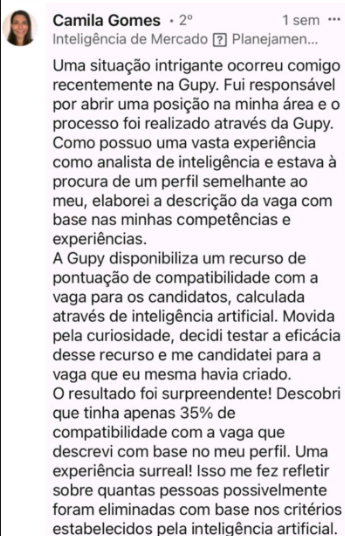 Camila Gomes • 2º 1 sem •••
Inteligência de Mercado ? Planejamen...
Uma situação intrigante ocorreu comigo
recentemente na Gupy. Fui responsável
por abrir uma posição na minha área e o
processo foi realizado através da Gupy.
Como possuo uma vasta experiência
como analista de inteligência e estava à
procura de um perfil semelhante ao
meu, elaborei a descrição da vaga com
base nas minhas competências e
experiências.
A Gupy disponibiliza um recurso de
pontuação de compatibilidade com a
vaga para os candidatos, calculada
através de inteligência artificial. Movida
pela curiosidade, decidi testar a eficácia
desse recurso e me candidatei para a
vaga que eu mesma havia criado.
O resultado foi surpreendente! Descobri
que tinha apenas 35% de
compatibilidade com a vaga que
descrevi com base no meu perfil. Uma
experiência surreal! Isso me fez refletir
sobre quantas pessoas possivelmente
foram eliminadas com base nos critérios
estabelecidos pela inteligência artificial.